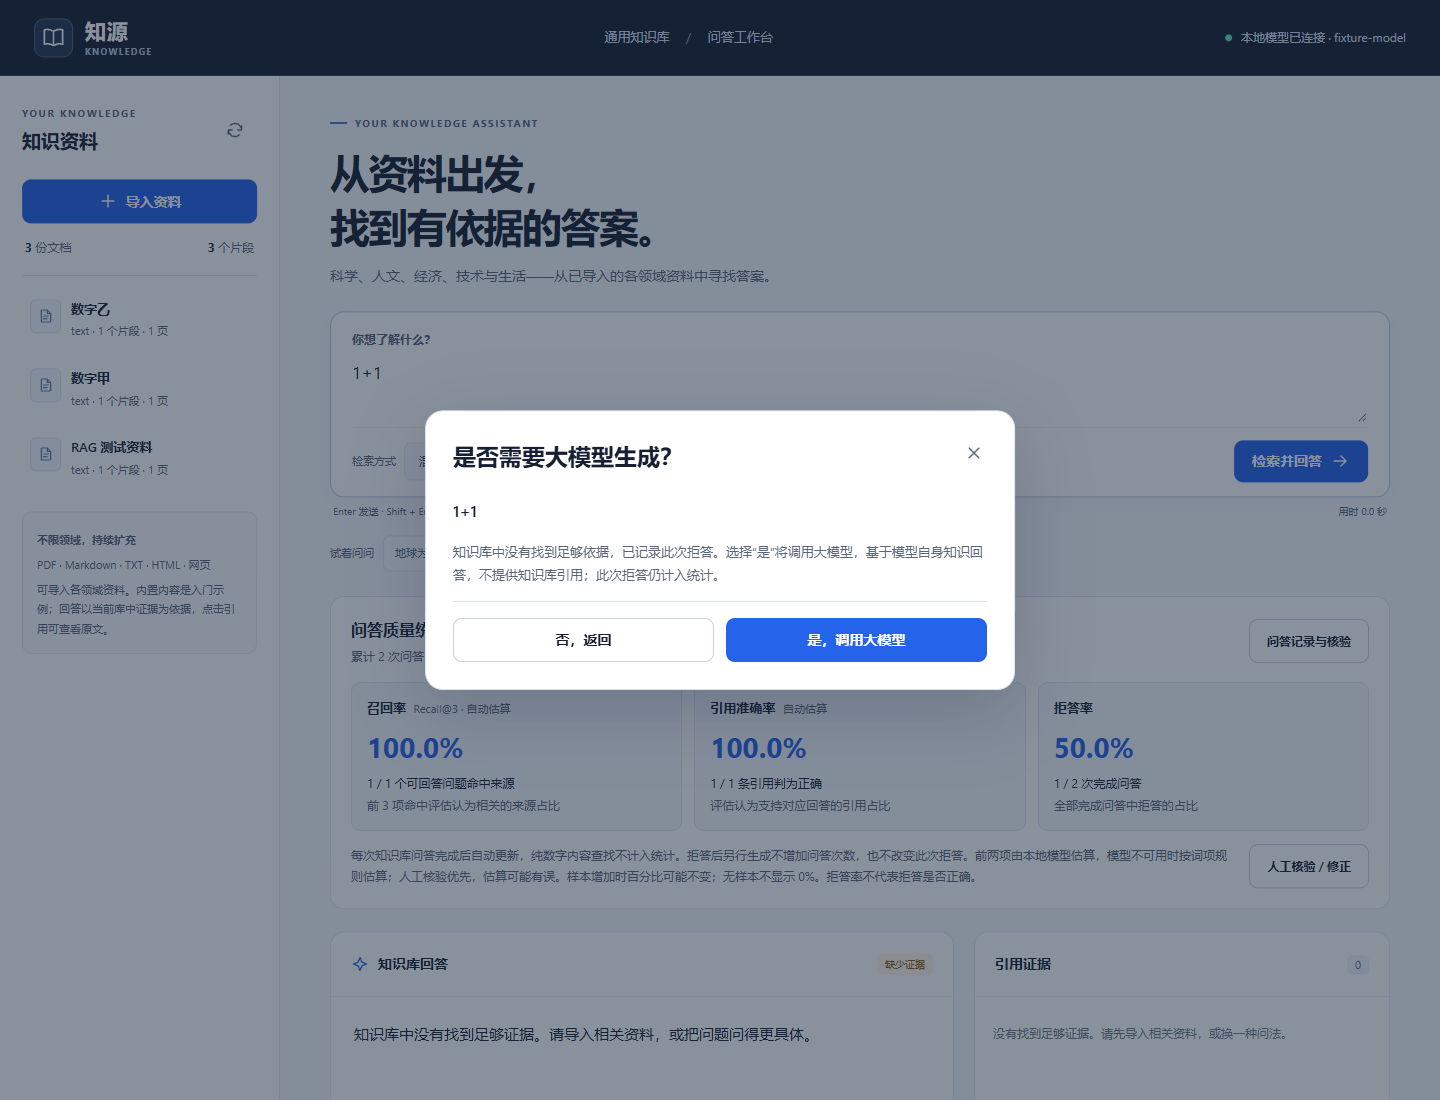 知源
KNOWLEDGE
通用知识库 / 问答工作台
本地模型已连接 · fixture-model
YOUR KNOWLEDGE
知识资料
导入资料
3 份文档
3 个片段
数字乙
text · 1 个片段 · 1 页
数字甲
text · 1 个片段 · 1 页
RAG 测试资料
text · 1 个片段 · 1 页
不限领域，持续扩充
PDF · Markdown · TXT · HTML · 网页
可导入各领域资料。内置内容是入门示
例；回答以当前库中证据为依据，点击引
用可查看原文。
YOUR KNOWLEDGE ASSISTANT
从资料出发，
找到有依据的答案。
科学、人文、经济、技术与生活——从已导入的各领域资料中寻找答案。
你想了解什么？
1+1
检索方式
检索并回答
Enter 发送 · Shift +
用时 0.0 秒
试着问问
地球为
是否需要大模型生成？
1+1
知识库中没有找到足够依据，已记录此次拒答。选择“是”将调用大模型，基于模型自身知识回
答，不提供知识库引用；此次拒答仍计入统计。
否，返回
是，调用大模型
问答质量统
累计 2 次问答
问答记录与核验
召回率 Recall@3 · 自动估算
100.0%
1 / 1 个可回答问题命中来源
前 3 项命中评估认为相关的来源占比
引用准确率 自动估算
100.0%
1 / 1 条引用判为正确
评估认为支持对应回答的引用占比
拒答率
50.0%
1 / 2 次完成问答
全部完成问答中拒答的占比
每次知识库问答完成后自动更新，纯数字内容查找不计入统计。拒答后另行生成不增加问答次数，也不改变此次拒答。前两项由本地模型估算，模型不可用时按词项规
则估算；人工核验优先，估算可能有误。样本增加时百分比可能不变；无样本不显示 0%。拒答率不代表拒答是否正确。
人工核验 / 修正
知识库回答
缺少证据
知识库中没有找到足够证据。请导入相关资料，或把问题问得更具体。
引用证据
0
没有找到足够证据。请先导入相关资料，或换一种问法。